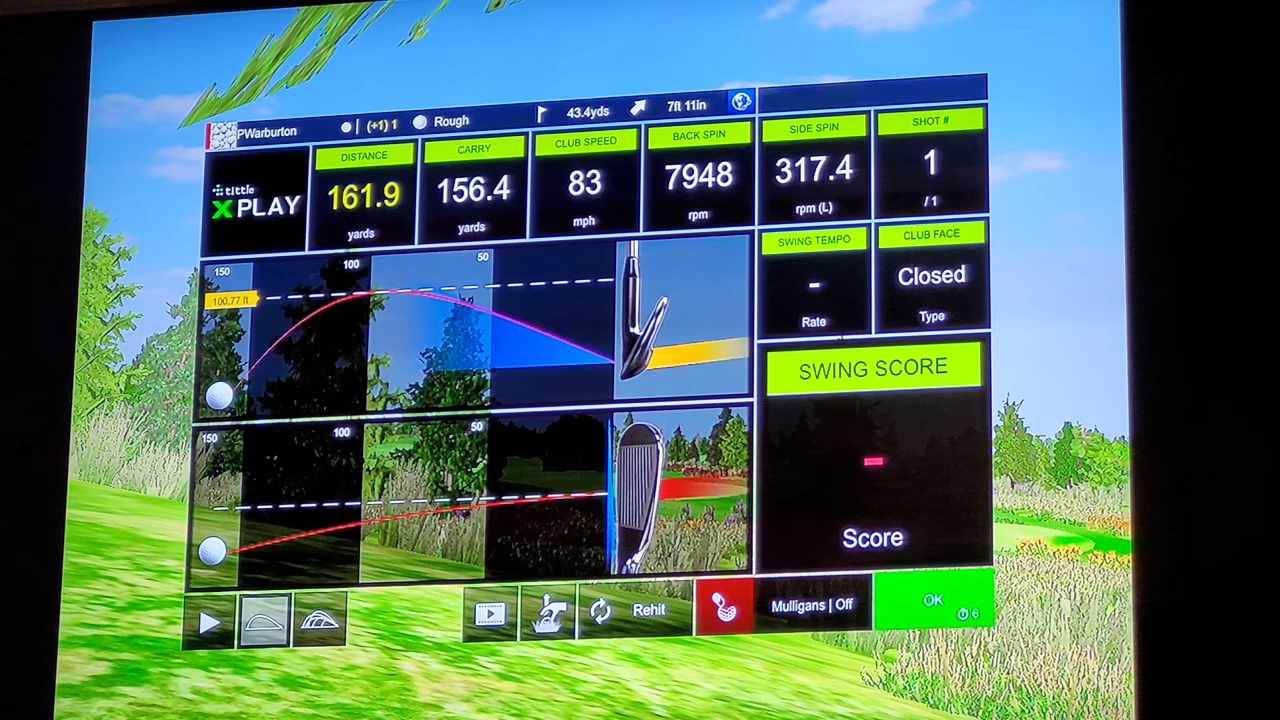 PWarburton (+1) 1 Rough 43.4yds 7ft 11in
tittle
X PLAY
DISTANCE
161.9
yards
CARRY
156.4
yards
CLUB SPEED
83
mph
BACK SPIN
7948
rpm
SIDE SPIN
317.4
rpm (L)
SHOT #
1
/ 1
SWING TEMPO
-
Rate
CLUB FACE
Closed
Type
150 100 50
100.77 ft
150 100 50
SWING SCORE
-
Score
Rehit
Mulligans | Off
OK
6